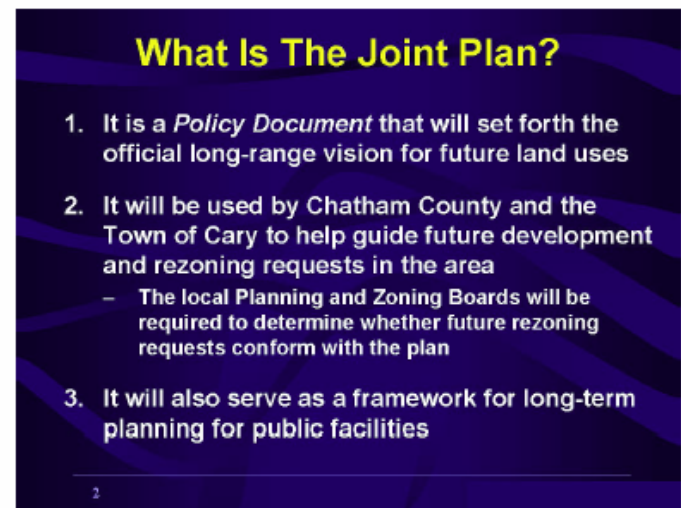 What Is The Joint Plan?
1. It is a Policy Document that will set forth the
official long-range vision for future land uses
2. It will be used by Chatham County and the
Town of Cary to help guide future development
and rezoning requests in the area
– The local Planning and Zoning Boards will be
required to determine whether future rezoning
requests conform with the plan
3. It will also serve as a framework for long-term
planning for public facilities
2